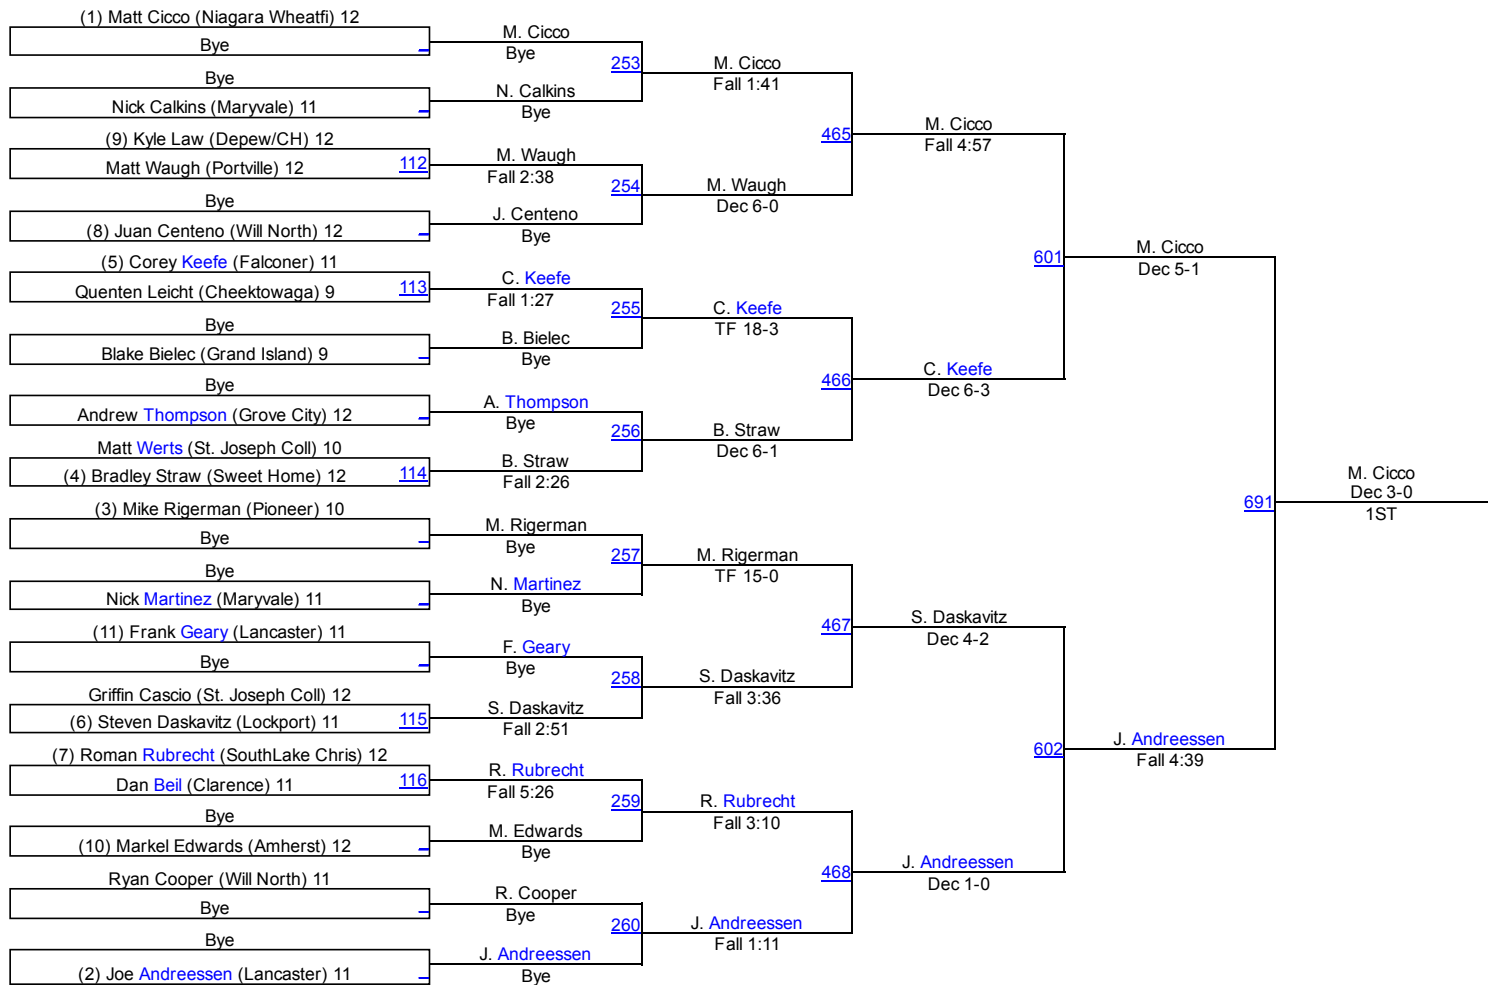 (1) Matt Cicco (Niagara Wheatfi) 12
Bye
M. Cicco
Bye
253
Bye
Nick Calkins (Maryvale) 11
N. Calkins
Bye
M. Cicco
Fall 1:41
465
(9) Kyle Law (Depew/CH) 12
Matt Waugh (Portville) 12
112
M. Waugh
Fall 2:38
254
Bye
(8) Juan Centeno (Will North) 12
J. Centeno
Bye
M. Waugh
Dec 6-0
M. Cicco
Fall 4:57
601
(5) Corey Keefe (Falconer) 11
Quenten Leicht (Cheektowaga) 9
113
C. Keefe
Fall 1:27
255
Bye
Blake Bielec (Grand Island) 9
B. Bielec
Bye
C. Keefe
TF 18-3
466
Bye
Andrew Thompson (Grove City) 12
A. Thompson
Bye
256
Matt Werts (St. Joseph Coll) 10
(4) Bradley Straw (Sweet Home) 12
114
B. Straw
Fall 2:26
B. Straw
Dec 6-1
C. Keefe
Dec 6-3
M. Cicco
Dec 5-1
691
M. Cicco
Dec 3-0
1ST
(3) Mike Rigerman (Pioneer) 10
Bye
M. Rigerman
Bye
257
Bye
Nick Martinez (Maryvale) 11
N. Martinez
Bye
M. Rigerman
TF 15-0
467
(11) Frank Geary (Lancaster) 11
Bye
F. Geary
Bye
258
Griffin Cascio (St. Joseph Coll) 12
(6) Steven Daskavitz (Lockport) 11
115
S. Daskavitz
Fall 2:51
S. Daskavitz
Fall 3:36
S. Daskavitz
Dec 4-2
602
(7) Roman Rubrecht (SouthLake Chris) 12
Dan Beil (Clarence) 11
116
R. Rubrecht
Fall 5:26
259
Bye
(10) Markel Edwards (Amherst) 12
M. Edwards
Bye
R. Rubrecht
Fall 3:10
468
Ryan Cooper (Will North) 11
Bye
R. Cooper
Bye
260
Bye
(2) Joe Andreessen (Lancaster) 11
J. Andreessen
Bye
J. Andreessen
Fall 1:11
J. Andreessen
Dec 1-0
J. Andreessen
Fall 4:39
254